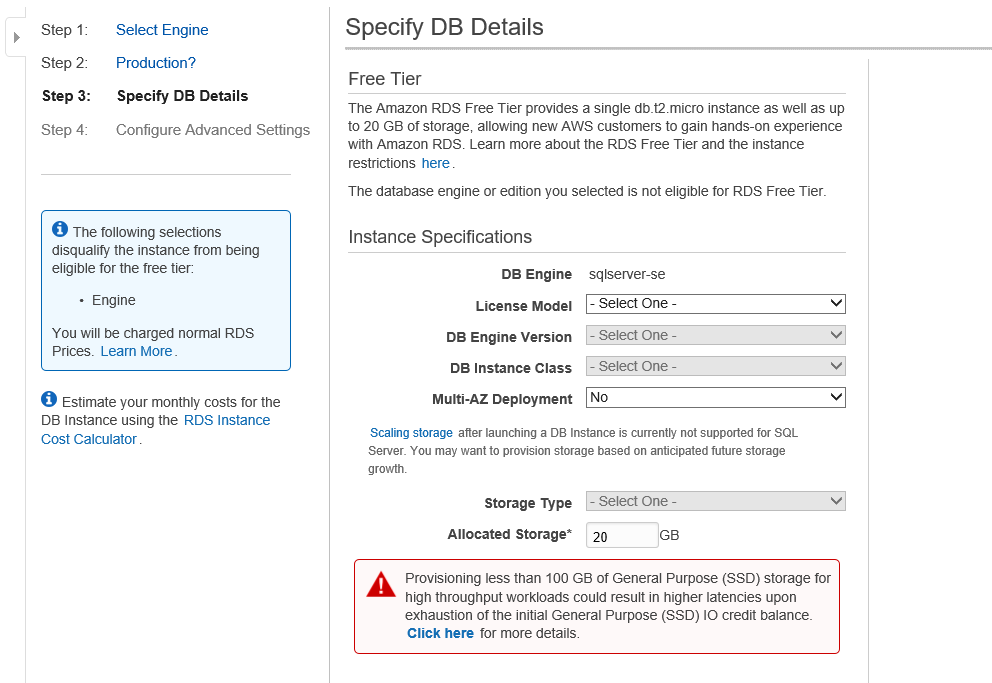 Step 1: Select Engine
Step 2: Production?
Step 3: Specify DB Details
Step 4: Configure Advanced Settings
The following selections
disqualify the instance from being
eligible for the free tier:
• Engine
You will be charged normal RDS
Prices. Learn More.
Estimate your monthly costs for the
DB Instance using the RDS Instance
Cost Calculator.
Specify DB Details
Free Tier
The Amazon RDS Free Tier provides a single db.t2.micro instance as well as up
to 20 GB of storage, allowing new AWS customers to gain hands-on experience
with Amazon RDS. Learn more about the RDS Free Tier and the instance
restrictions here.
The database engine or edition you selected is not eligible for RDS Free Tier.
Instance Specifications
DB Engine sqlserver-se
License Model - Select One -
DB Engine Version - Select One -
DB Instance Class - Select One -
Multi-AZ Deployment No
Scaling storage after launching a DB Instance is currently not supported for SQL
Server. You may want to provision storage based on anticipated future storage
growth.
Storage Type - Select One -
Allocated Storage* 20 GB
Provisioning less than 100 GB of General Purpose (SSD) storage for
high throughput workloads could result in higher latencies upon
exhaustion of the initial General Purpose (SSD) IO credit balance.
Click here for more details.